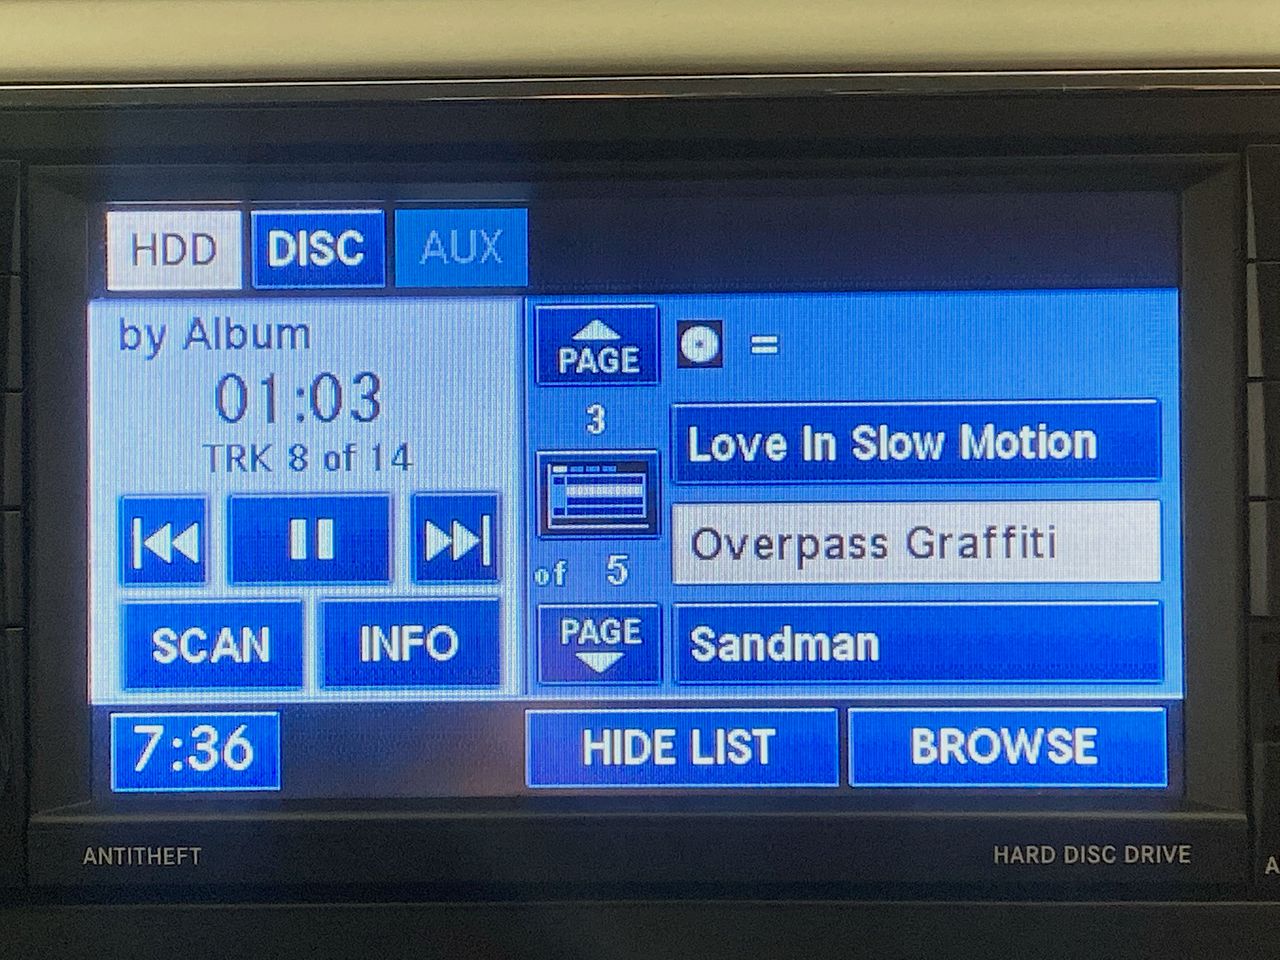 HDD DISC AUX
by Album
01:03
TRK 8 of 14
SCAN INFO
PAGE
3
of 5
PAGE
=
Love In Slow Motion
Overpass Graffiti
Sandman
7:36 HIDE LIST BROWSE
ANTITHEFT HARD DISC DRIVE
A